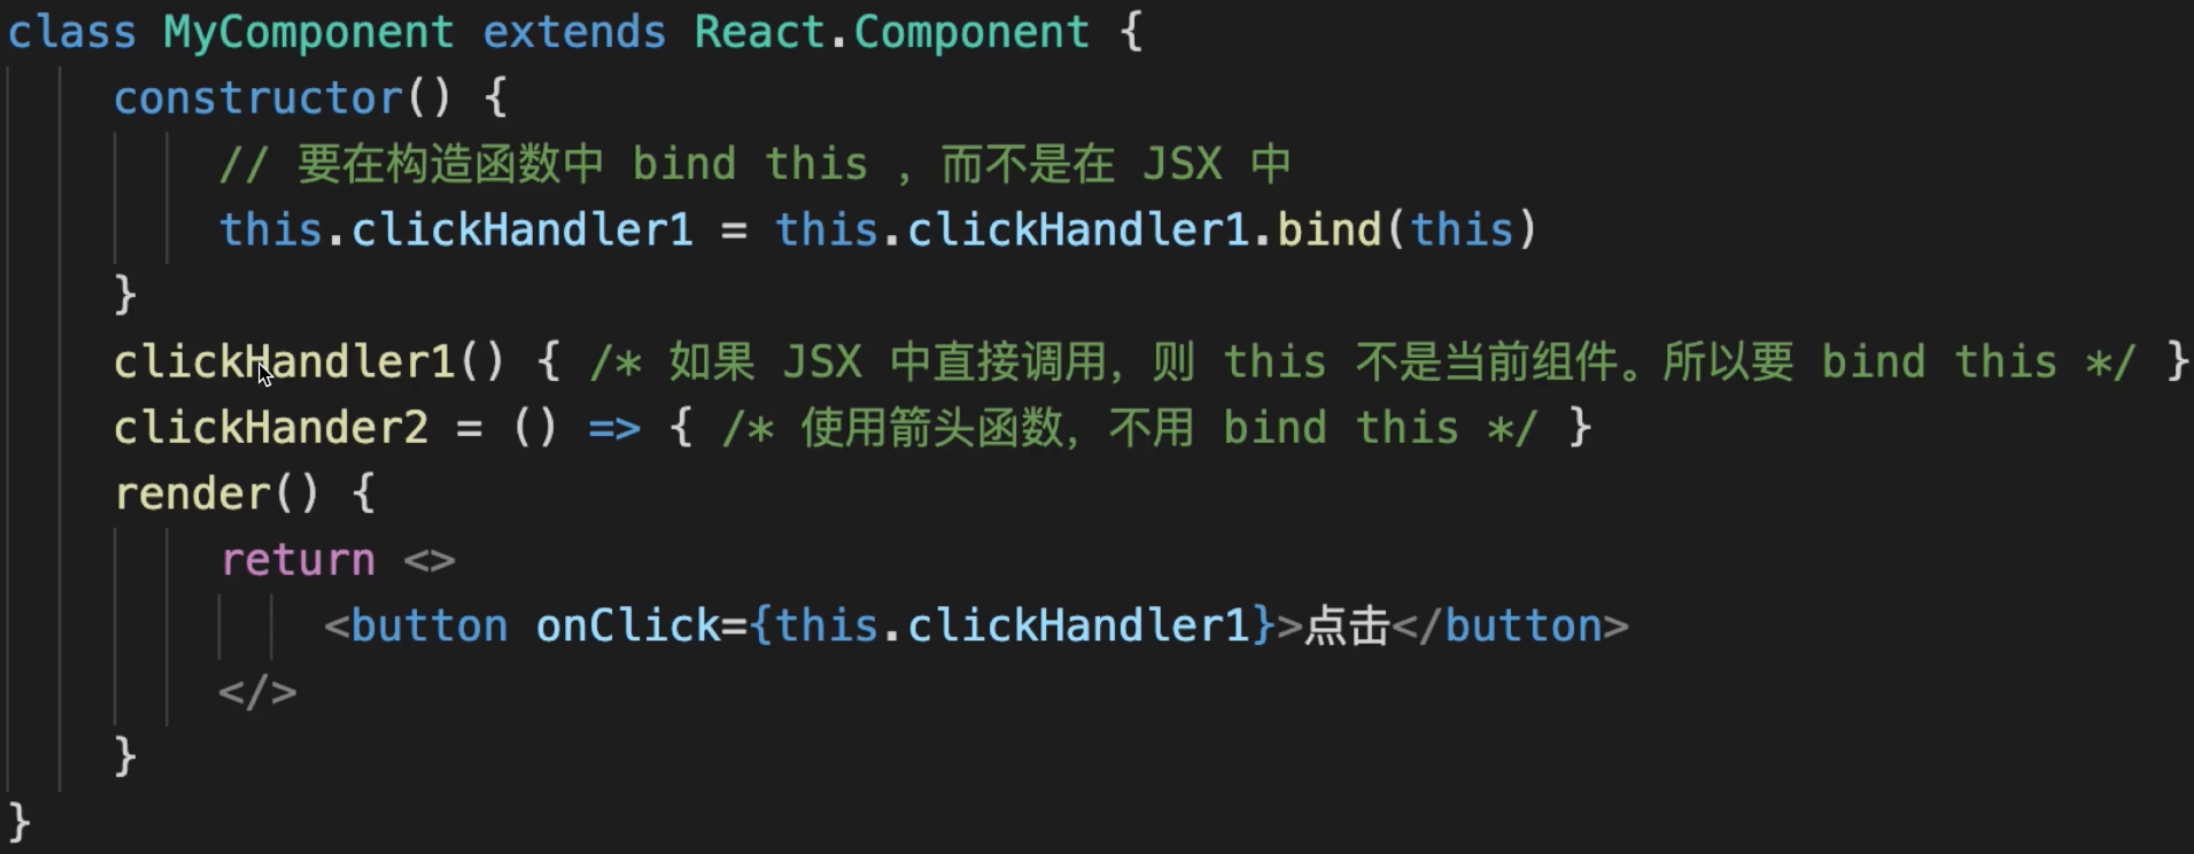 class MyComponent extends React.Component {
constructor() {
// 要在构造函数中 bind this ，而不是在 JSX 中
this.clickHandler1 = this.clickHandler1.bind(this)
}
clickHandler1() { /* 如果 JSX 中直接调用，则 this 不是当前组件。所以要 bind this */ }
clickHander2 = () => { /* 使用箭头函数，不用 bind this */ }
render() {
return <>
<button onClick={this.clickHandler1}>点击</button>
</>
}
}